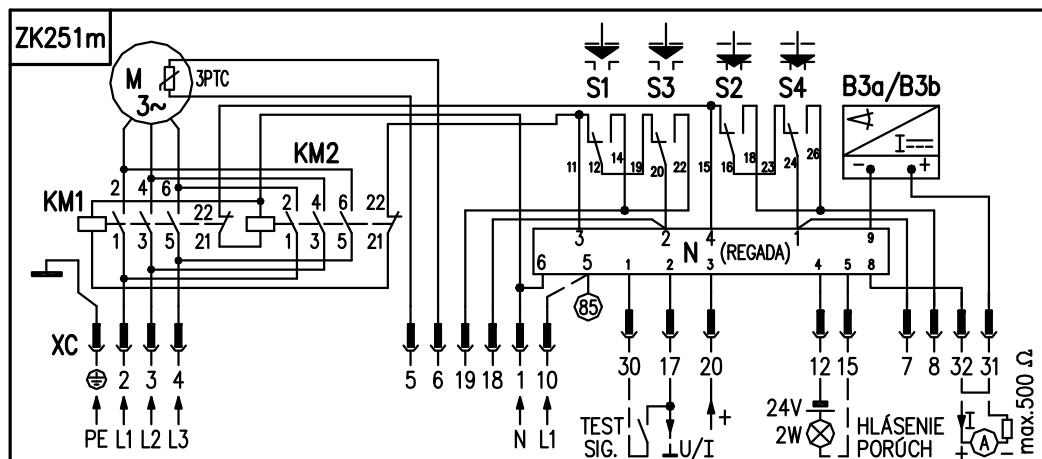 ZK251m
M
3~
3PTC
S1 S3 S2 S4
B3a/B3b
I
- +
KM2
KM1
2 4 6
22
2 4 6 22
1 3 5 21
1 3 5 21
11 12 14 19 20 22 15 16 18 23 24 26
3 2 4 1 9
N (REGADA)
6 5 1 2 3 4 5 8
85
XC
2 3 4 5 6 19 18 1 10 30 17 20 12 15 7 8 32 31
PE L1 L2 L3 N L1
TEST
SIG.
U/I
+
24V
2W
HLÁSENIE
PORÚCH
I
A
+ -
max.500 Ω